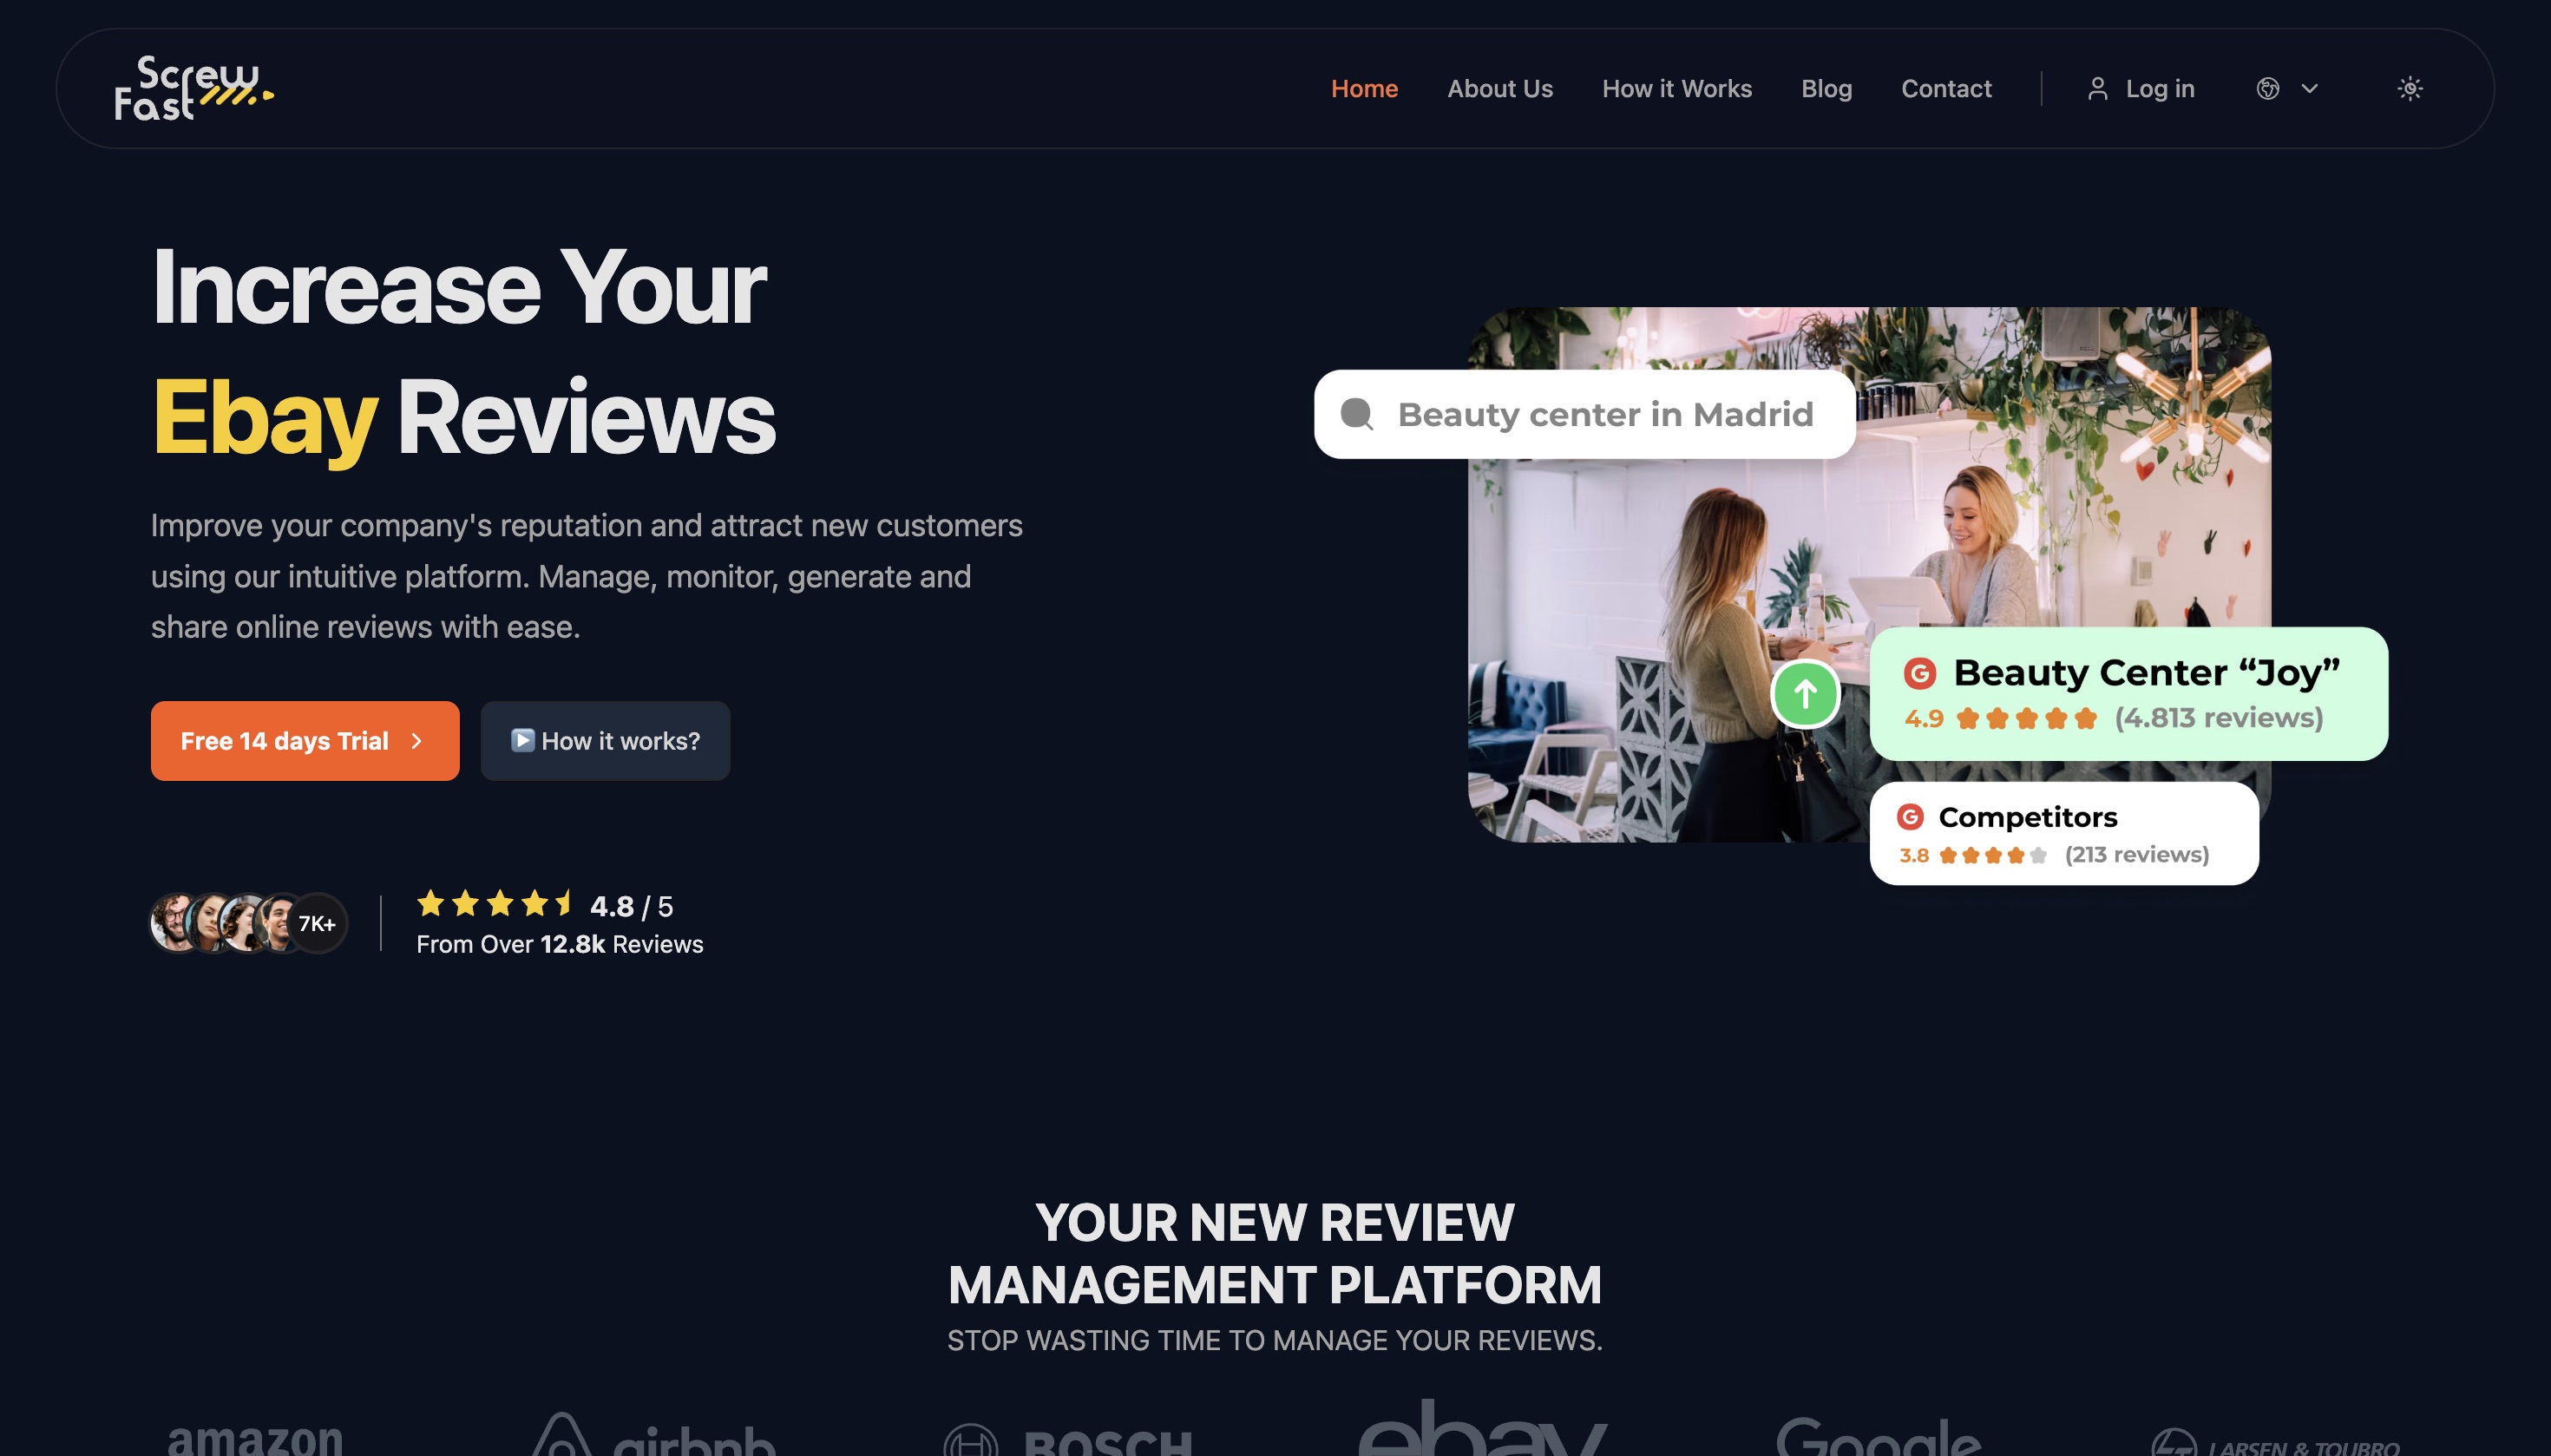 Screw
Fast
Home
About Us
How it Works
Blog
Contact
Log in
Increase Your
Ebay Reviews
Improve your company's reputation and attract new customers
using our intuitive platform. Manage, monitor, generate and
share online reviews with ease.
Free 14 days Trial
How it works?
7K+
4.8 / 5
From Over 12.8k Reviews
Beauty center in Madrid
G Beauty Center “Joy”
4.9 (4.813 reviews)
G Competitors
3.8 (213 reviews)
YOUR NEW REVIEW
MANAGEMENT PLATFORM
STOP WASTING TIME TO MANAGE YOUR REVIEWS.
amazon
airbnb
BOSCH
ebay
Google
LARSEN & TOUBRO